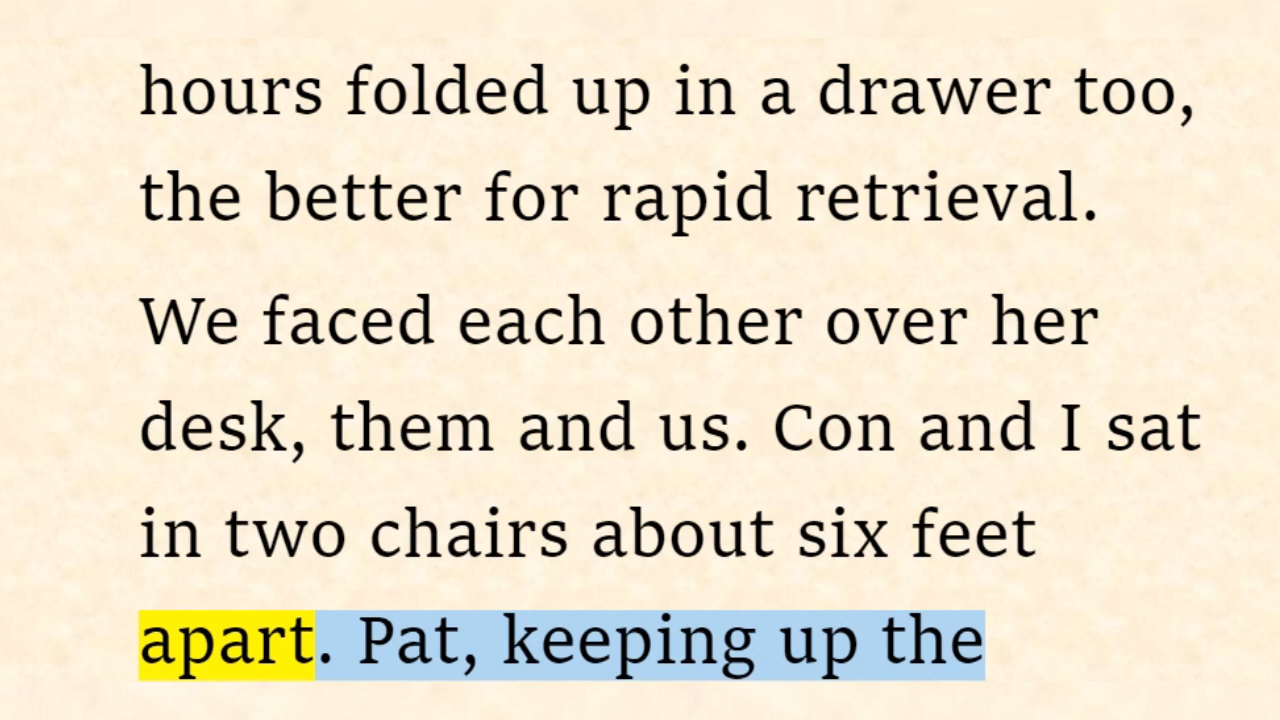 hours folded up in a drawer too,
the better for rapid retrieval.
We faced each other over her
desk, them and us. Con and I sat
in two chairs about six feet
apart. Pat, keeping up the